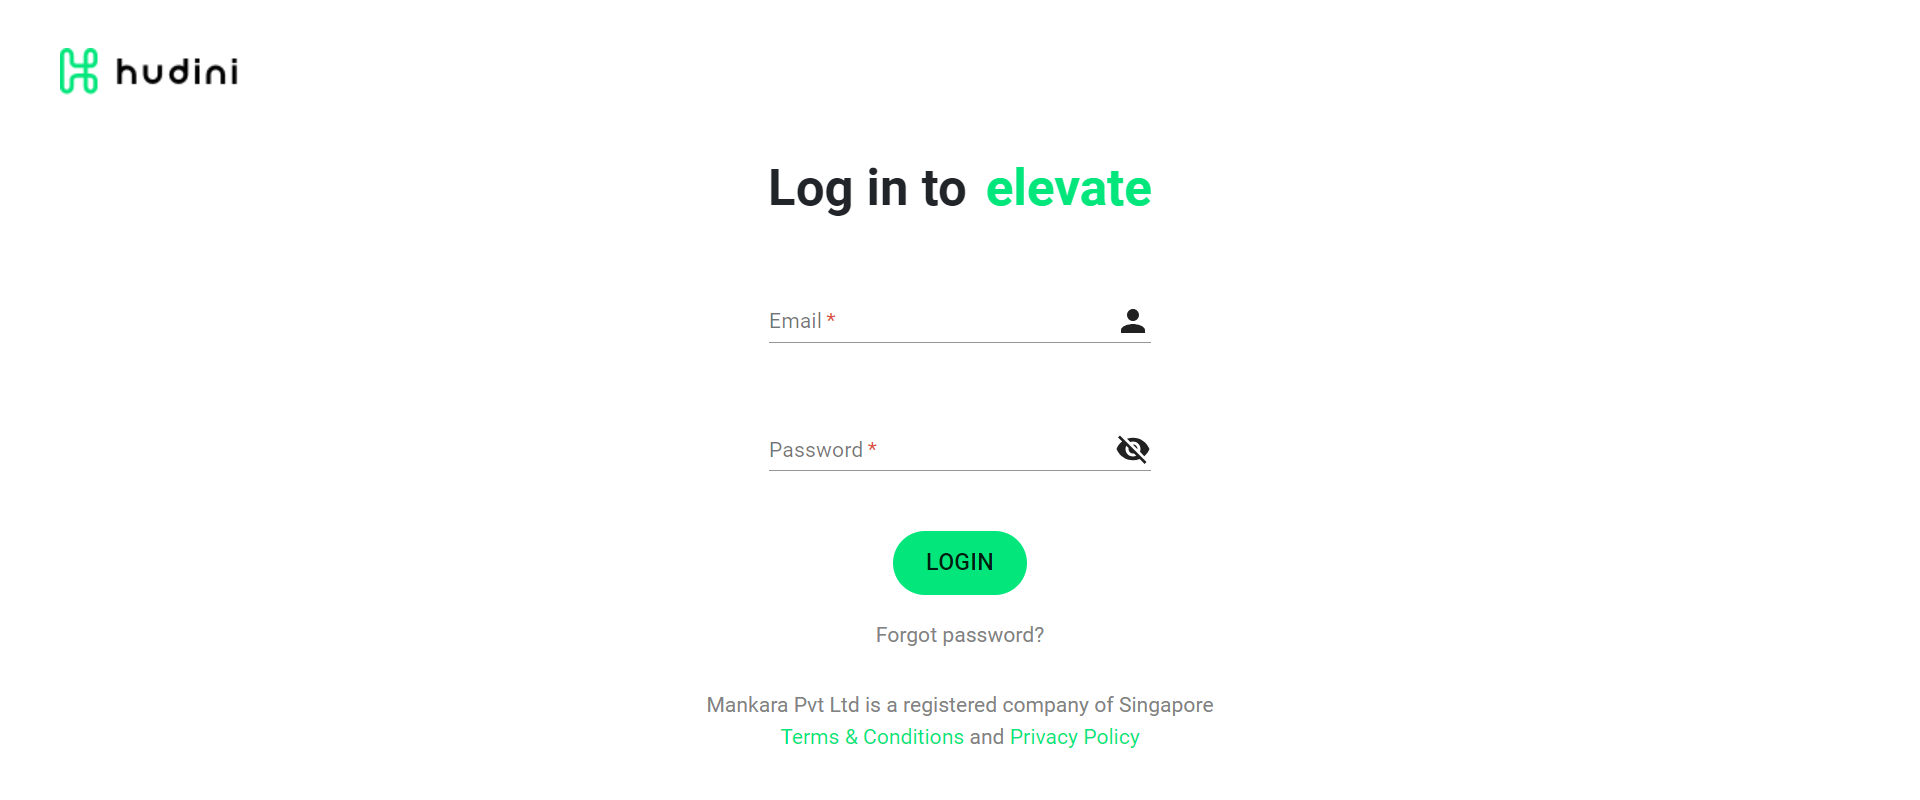 hudini
Log in to elevate
Email *
Password *
LOGIN
Forgot password?
Mankara Pvt Ltd is a registered company of Singapore
Terms & Conditions and Privacy Policy